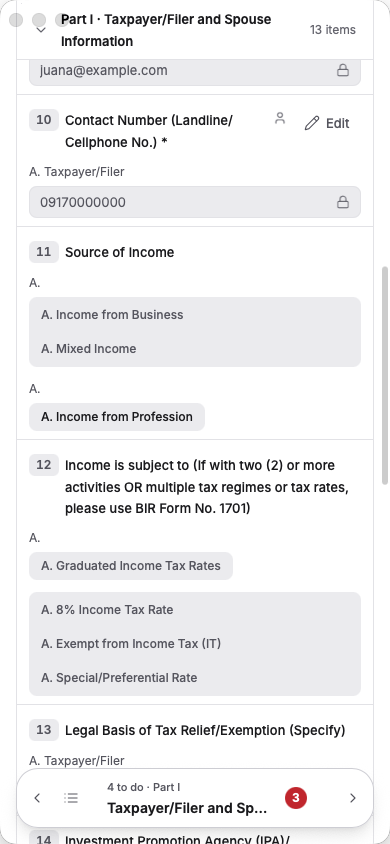 Part I · Taxpayer/Filer and Spouse
Information
13 items
juana@example.com
10 Contact Number (Landline/
Cellphone No.) *
Edit
A. Taxpayer/Filer
09170000000
11 Source of Income
A.
A. Income from Business
A. Mixed Income
A.
A. Income from Profession
12 Income is subject to (If with two (2) or more
activities OR multiple tax regimes or tax rates,
please use BIR Form No. 1701)
A.
A. Graduated Income Tax Rates
A. 8% Income Tax Rate
A. Exempt from Income Tax (IT)
A. Special/Preferential Rate
13 Legal Basis of Tax Relief/Exemption (Specify)
A. Taxpayer/Filer
4 to do · Part I
Taxpayer/Filer and Sp...
3
14 Investment Promotion Agency (IPA)/